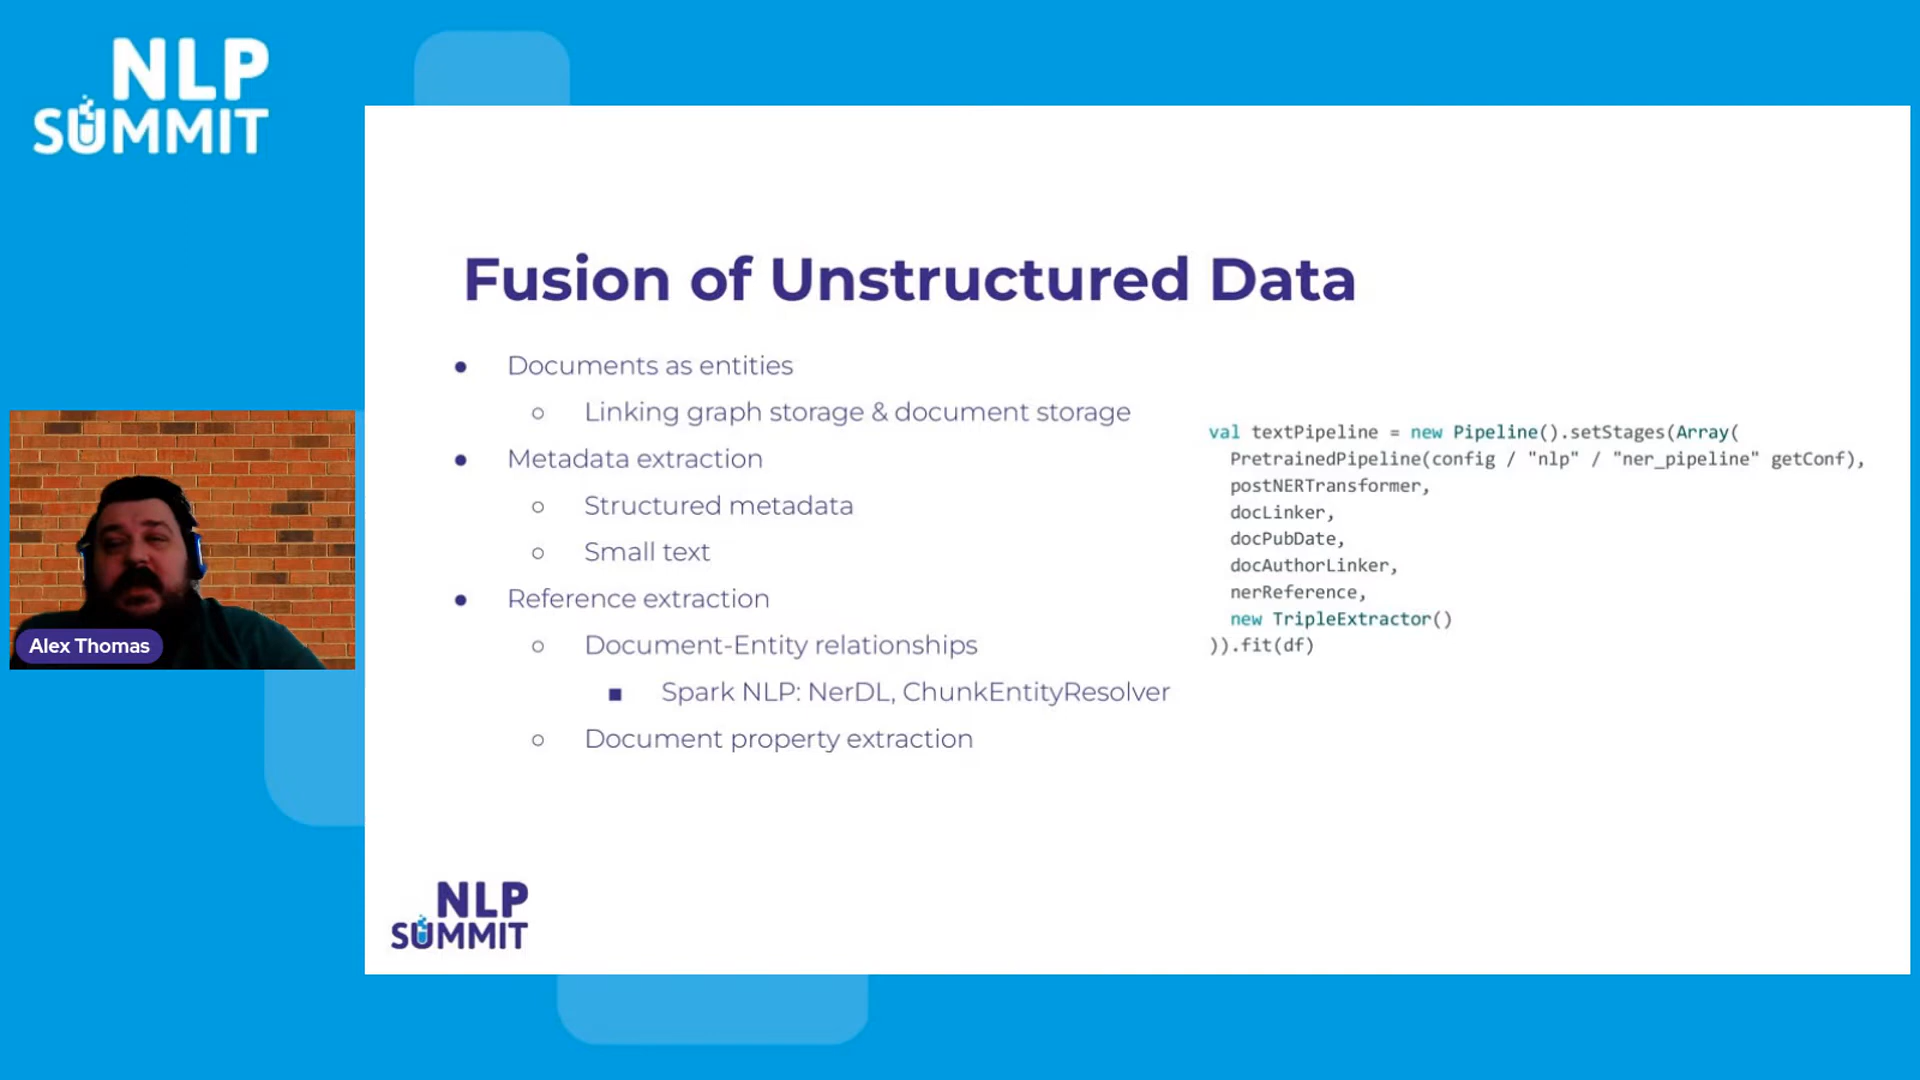 NLP
SUMMIT
Alex Thomas
Fusion of Unstructured Data
● Documents as entities
○ Linking graph storage & document storage
● Metadata extraction
○ Structured metadata
○ Small text
● Reference extraction
○ Document-Entity relationships
■ Spark NLP: NerDL, ChunkEntityResolver
○ Document property extraction
val textPipeline = new Pipeline().setStages(Array(
PretrainedPipeline(config / "nlp" / "ner_pipeline" getConf),
postNERTransformer,
docLinker,
docPubDate,
docAuthorLinker,
nerReference,
new TripleExtractor()
)).fit(df)
NLP
SUMMIT